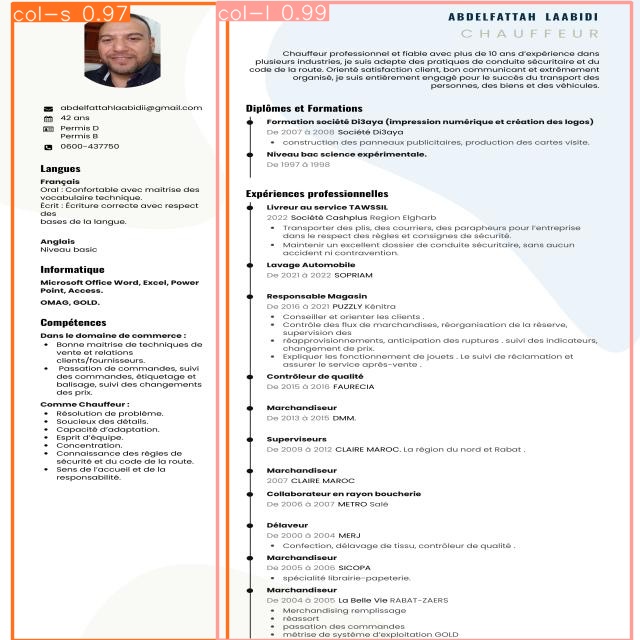 col-s 0.97
abdelfattahlaabidii@gmail.com
42 ans
Permis D
Permis B
0600-437750
Langues
Français
Oral : Confortable avec maitrise des
vocabulaire technique.
Écrit : Écriture correcte avec respect
des
bases de la langue.
Anglais
Niveau basic
Informatique
Microsoft Office Word, Excel, Power
Point, Access.
OMAG, GOLD.
Compétences
Dans le domaine de commerce :
• Bonne maitrise de techniques de
vente et relations
clients/fournisseurs.
• Passation de commandes, suivi
des commandes, étiquetage et
balisage, suivi des changements
des prix.
Comme Chauffeur :
• Résolution de problème.
• Soucieux des détails.
• Capacité d'adaptation.
• Esprit d'équipe.
• Concentration.
• Connaissance des règles de
sécurité et du code de la route.
• Sens de l'accueil et de la
responsabilité.
col-l 0.99
ABDELFATTAH LAABIDI
CHAUFFEUR
Chauffeur professionnel et fiable avec plus de 10 ans d'expérience dans
plusieurs industries, je suis adepte des pratiques de conduite sécuritaire et du
code de la route. Orienté satisfaction client, bon communicant et extrêmement
organisé, je suis entièrement engagé pour le succès du transport des
personnes, des biens et des véhicules.
Diplômes et Formations
Formation société Di3aya (impression numérique et création des logos)
De 2007 à 2008 Société Di3aya
• construction des panneaux publicitaires, production des cartes visite.
Niveau bac science expérimentale.
De 1997 à 1998
Expériences professionnelles
Livreur au service TAWSSIL
2022 Société Cashplus Region Elgharb
• Transporter des plis, des courriers, des parapheurs pour l'entreprise
dans le respect des règles et consignes de sécurité.
• Maintenir un excellent dossier de conduite sécuritaire, sans aucun
accident ni contravention.
Lavage Automobile
De 2021 à 2022 SOPRIAM
Responsable Magasin
De 2016 à 2021 PUZZLY Kénitra
• Conseiller et orienter les clients .
• Contrôle des flux de marchandises, réorganisation de la réserve,
supervision des
• réapprovisionnements, anticipation des ruptures . suivi des indicateurs,
changement de prix.
• Expliquer les fonctionnement de jouets . Le suivi de réclamation et
assurer le service après-vente .
Contrôleur de qualité
De 2015 à 2016 FAURECIA
Marchandiseur
De 2013 à 2015 DMM.
Superviseurs
De 2009 à 2012 CLAIRE MAROC. La région du nord et Rabat .
Marchandiseur
2007 CLAIRE MAROC
Collaborateur en rayon boucherie
De 2006 à 2007 METRO Salé
Délaveur
De 2000 à 2004 MERJ
• Confection, délavage de tissu, contrôleur de qualité .
Marchandiseur
De 2005 à 2006 SICOPA
• spécialité librairie-papeterie.
Marchandiseur
De 2004 à 2005 La Belle Vie RABAT-ZAERS
• Merchandising remplissage
• réassort
• passation des commandes
• métrise de système d'exploitation GOLD